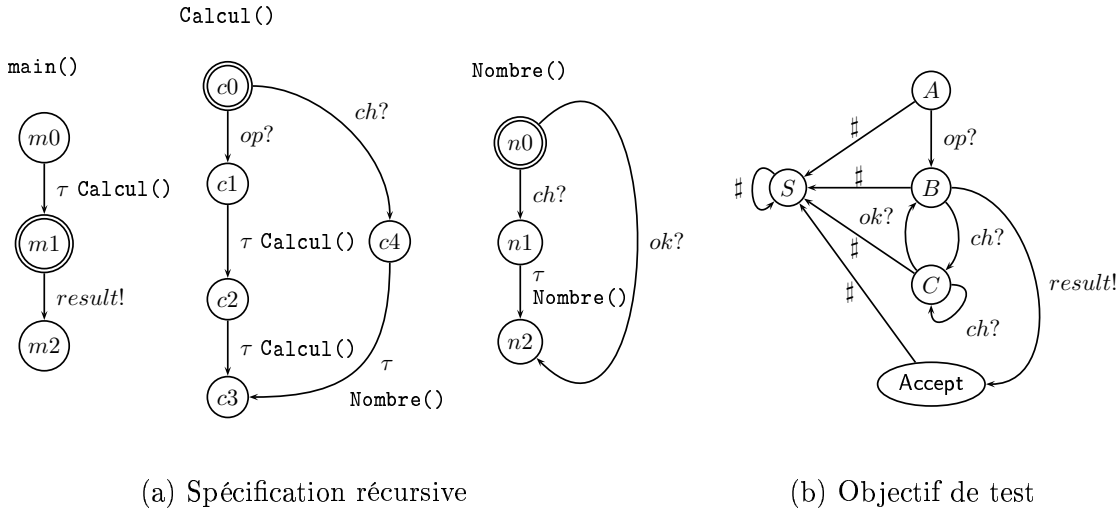 main()
m0
τ Calcul()
m1
result!
m2
Calcul()
c0
op?
ch?
c1
τ Calcul()
c4
c2
τ Calcul()
τ
c3
Nombre()
Nombre()
n0
ch?
ok?
n1
τ
Nombre()
n2
A
♯
op?
♯
S
♯
B
ok?
ch?
♯
C
result!
♯
ch?
Accept
(a) Spécification récursive
(b) Objectif de test